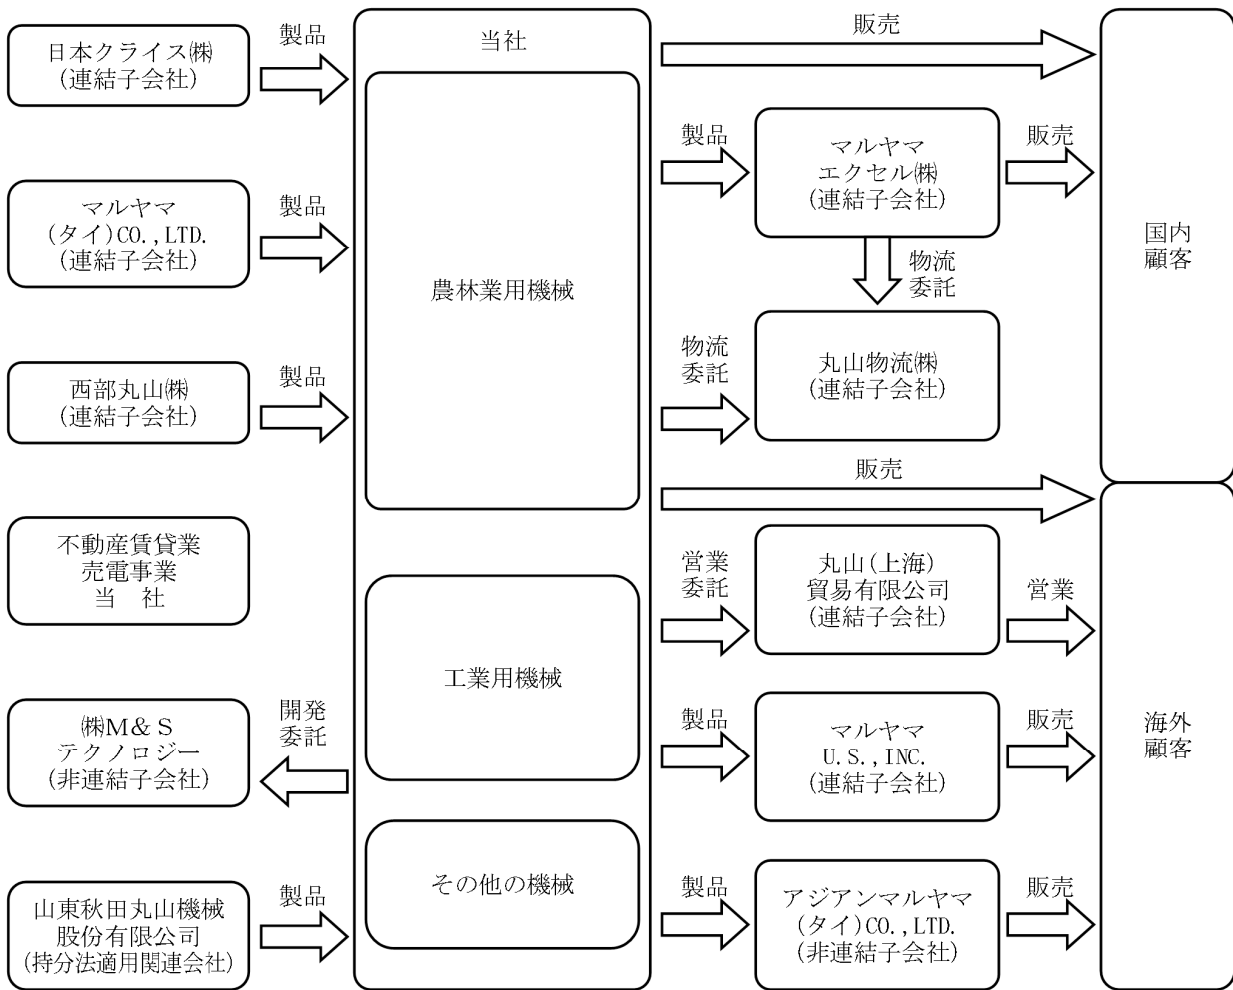 日本クライス㈱
(連結子会社)
製品
マルヤマ
(タイ)CO.,LTD.
(連結子会社)
製品
西部丸山㈱
(連結子会社)
製品
不動産賃貸業
売電事業
当　社
㈱M＆S
テクノロジー
(非連結子会社)
開発
委託
山東秋田丸山機械
股份有限公司
(持分法適用関連会社)
製品
当社
農林業用機械
工業用機械
その他の機械
販売
製品
マルヤマ
エクセル㈱
(連結子会社)
販売
物流
委託
物流
委託
丸山物流㈱
(連結子会社)
販売
営業
委託
丸山(上海)
貿易有限公司
(連結子会社)
営業
製品
マルヤマ
U.S.,INC.
(連結子会社)
販売
製品
アジアンマルヤマ
(タイ)CO.,LTD.
(非連結子会社)
販売
国内
顧客
海外
顧客